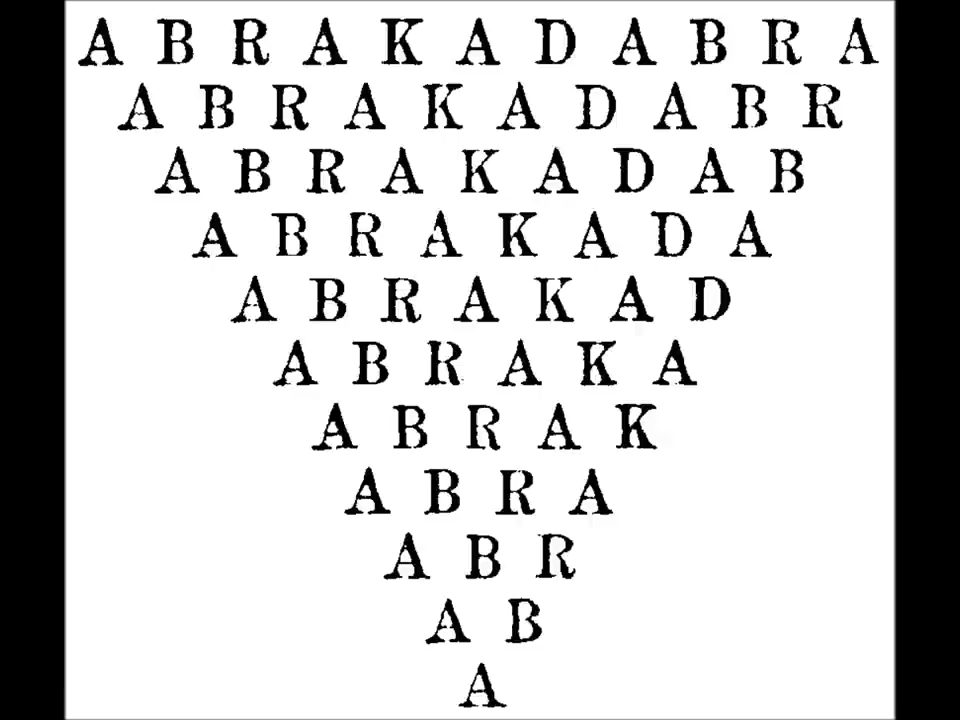 A B R A K A D A B R A
A B R A K A D A B R
A B R A K A D A B
A B R A K A D A
A B R A K A D
A B R A K A
A B R A K
A B R A
A B R
A B
A